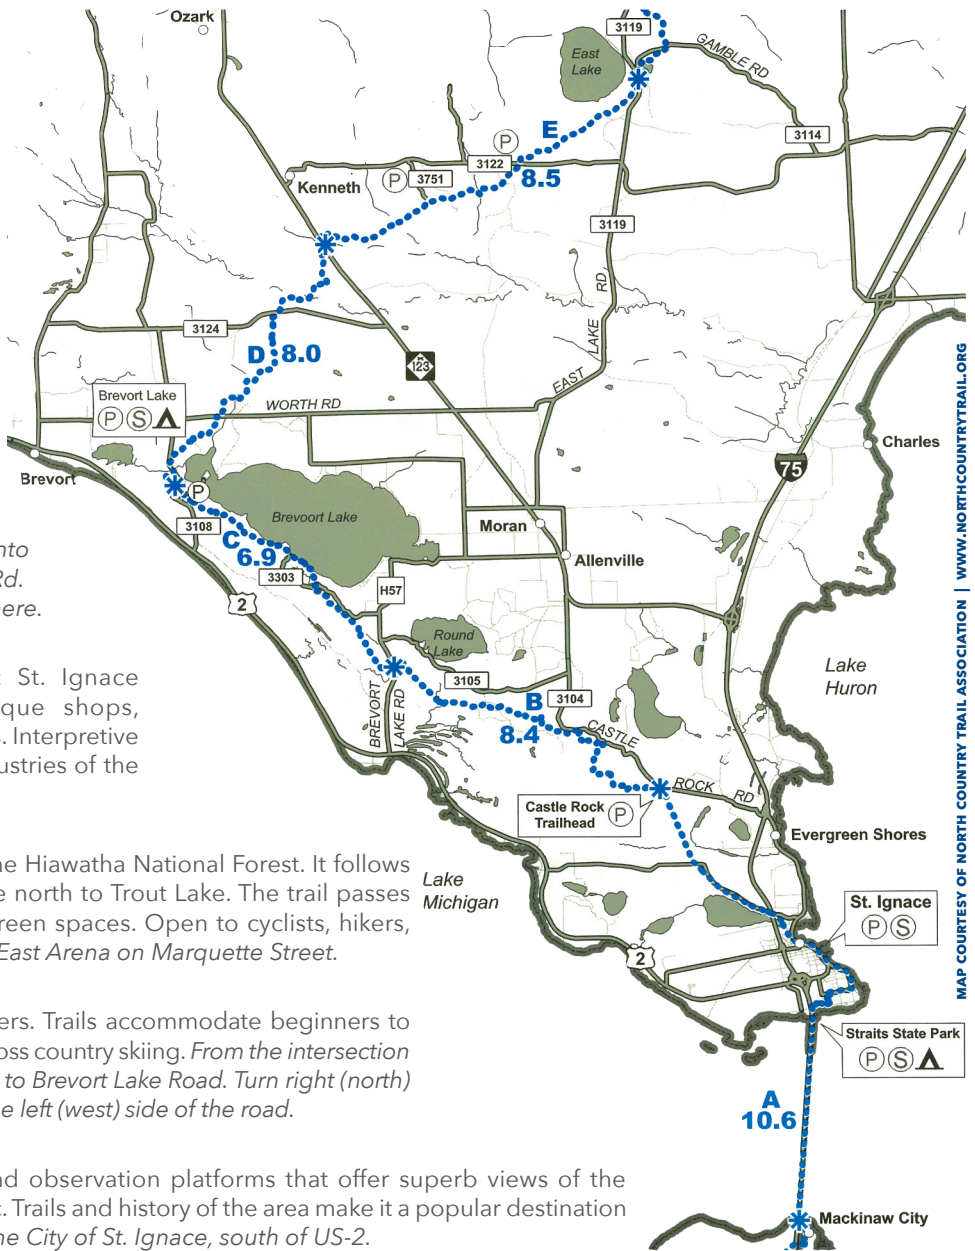 Ozark
3119
East
Lake
GAMBLE RD
E
3114
P
3122
8.5
Kenneth
P
3751
3119
3124
D 8.0
EAST LAKE RD
123
Brevort Lake
P S
WORTH RD
Charles
75
Brevort
P
Brevoort Lake
Moran
3108
C
6.9
Allenville
nto
Rd.
here.
3303
H57
2
Round
Lake
Lake
Huron
St. Ignace
que shops,
s. Interpretive
ustries of the
3105
3104
B
8.4
BREVORT
LAKE RD
CASTLE ROCK RD
Castle Rock
Trailhead
P
Evergreen Shores
he Hiawatha National Forest. It follows
e north to Trout Lake. The trail passes
reen spaces. Open to cyclists, hikers,
East Arena on Marquette Street.
Lake
Michigan
St. Ignace
P S
2
ers. Trails accommodate beginners to
oss country skiing. From the intersection
to Brevort Lake Road. Turn right (north)
e left (west) side of the road.
Straits State Park
P S
A
10.6
nd observation platforms that offer superb views of the
c. Trails and history of the area make it a popular destination
he City of St. Ignace, south of US-2.
Mackinaw City
MAP COURTESY OF NORTH COUNTRY TRAIL ASSOCIATION | WWW.NORTHCOUNTRYTRAIL.ORG